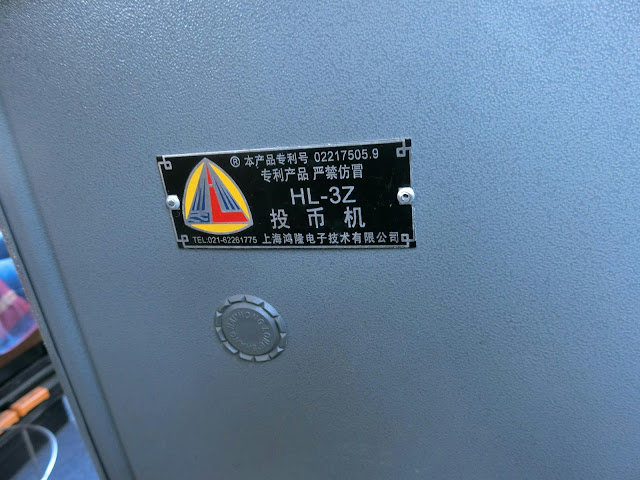 ® 本产品专利号 02217505.9
专利产品 严禁仿冒
HL-3Z
投币机
TEL:021-62261775 上海鸿隆电子技术有限公司